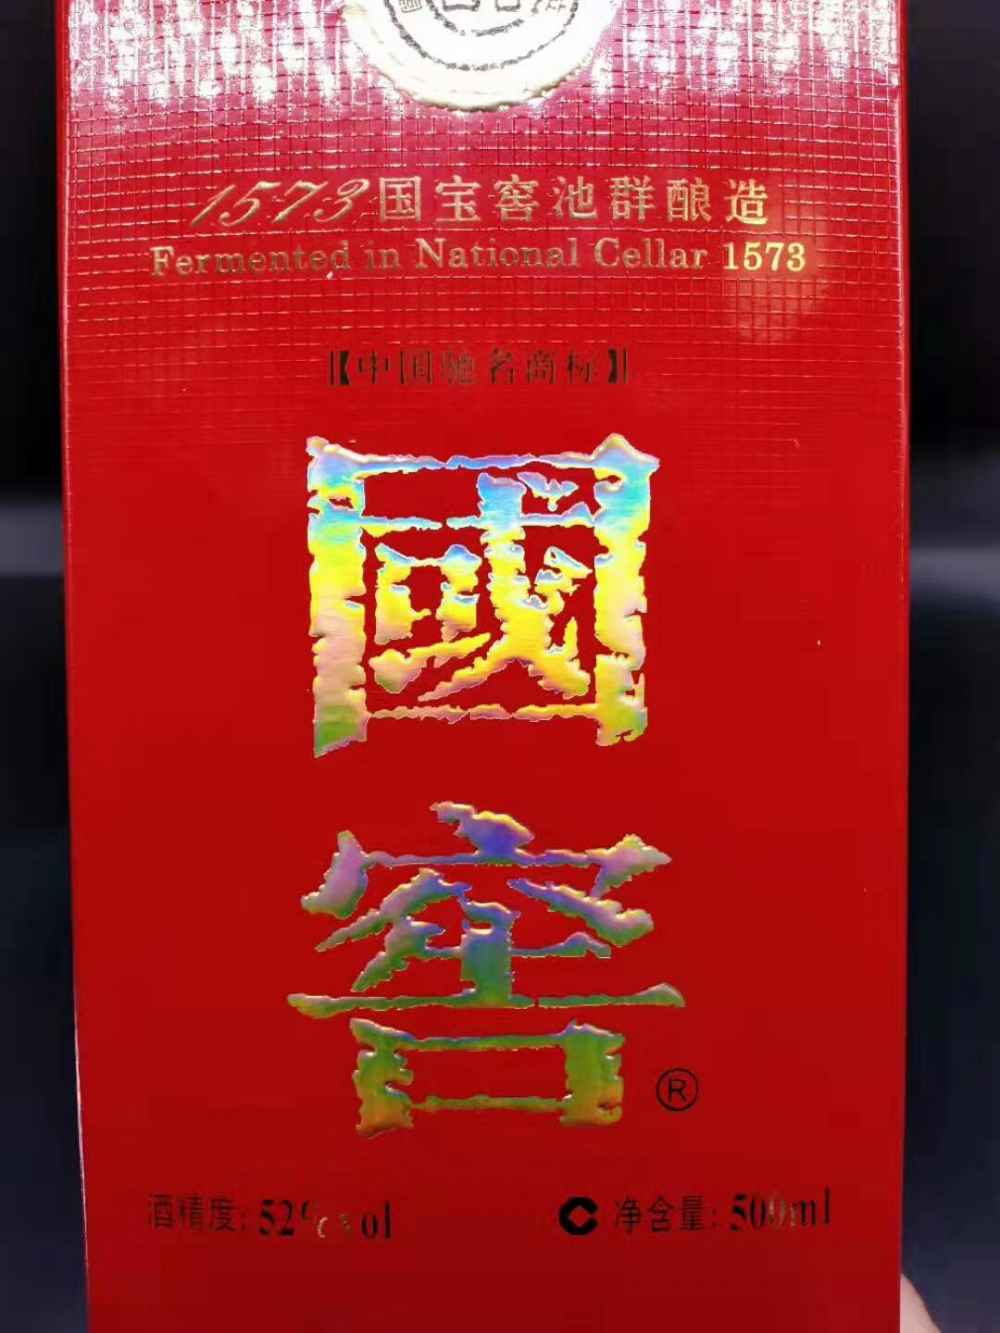 1573国宝窖池群酿造
Fermented in National Cellar 1573
【中国驰名商标】
國
窖
®
酒精度: 52%vol
C 净含量: 500ml